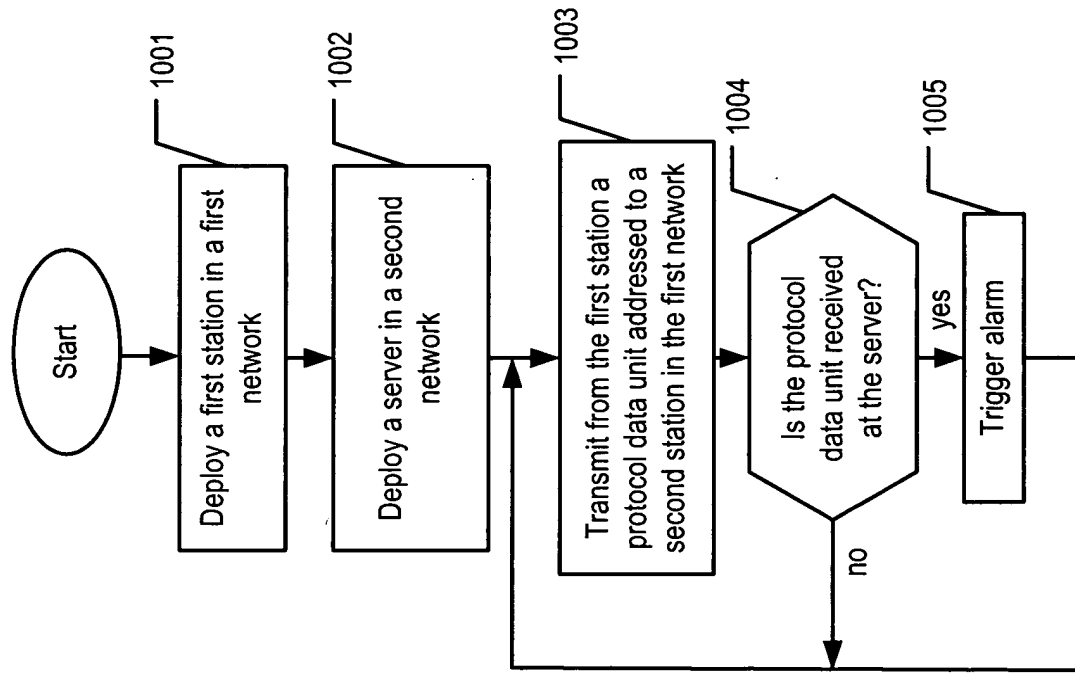 Start
Deploy a first station in a first
network
1001
Deploy a server in a second
network
1002
Transmit from the first station a
protocol data unit addressed to a
second station in the first network
1003
Is the protocol
data unit received
at the server?
1004
no
yes
Trigger alarm
1005